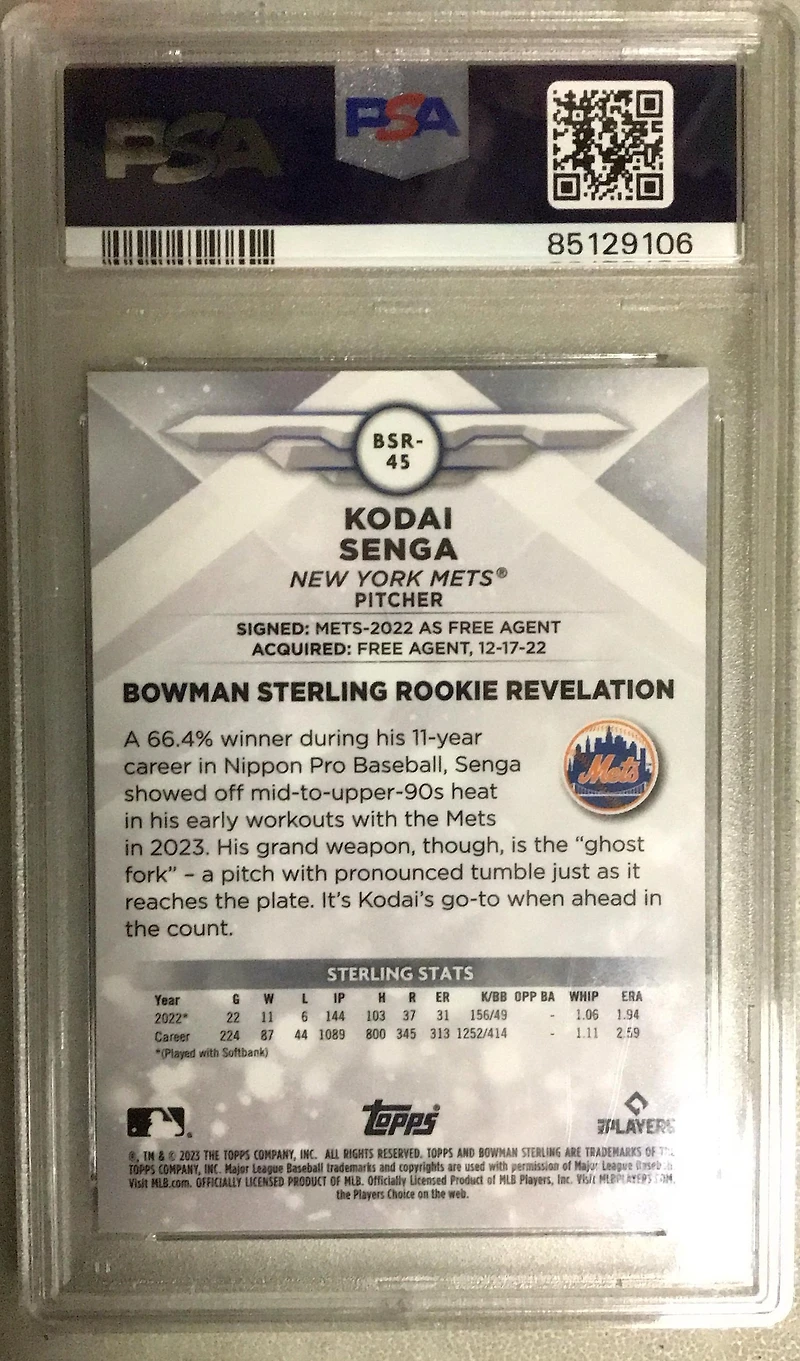 PSA PSA
85129106
BSR-
45
KODAI
SENGA
NEW YORK METS®
PITCHER
SIGNED: METS-2022 AS FREE AGENT
ACQUIRED: FREE AGENT, 12-17-22
BOWMAN STERLING ROOKIE REVELATION
A 66.4% winner during his 11-year
career in Nippon Pro Baseball, Senga
showed off mid-to-upper-90s heat
in his early workouts with the Mets
in 2023. His grand weapon, though, is the “ghost
fork” – a pitch with pronounced tumble just as it
reaches the plate. It’s Kodai’s go-to when ahead in
the count.
Mets
STERLING STATS
Year G W L IP H R ER K/BB OPP BA WHIP ERA
2022* 22 11 6 144 103 37 31 156/49 - 1.06 1.94
Career 224 87 44 1089 800 345 313 1252/414 - 1.11 2.59
*(Played with Softbank)
Topps PLAYERS
®, TM & © 2023 THE TOPPS COMPANY, INC. ALL RIGHTS RESERVED. TOPPS AND BOWMAN STERLING ARE TRADEMARKS OF
TOPPS COMPANY, INC. Major League Baseball trademarks and copyrights are used with permission of Major League Baseball.
Visit MLB.com. OFFICIALLY LICENSED PRODUCT OF MLB. Officially Licensed Product of MLB Players, Inc. Visit MLBPLAYERS.COM,
the Players Choice on the web.